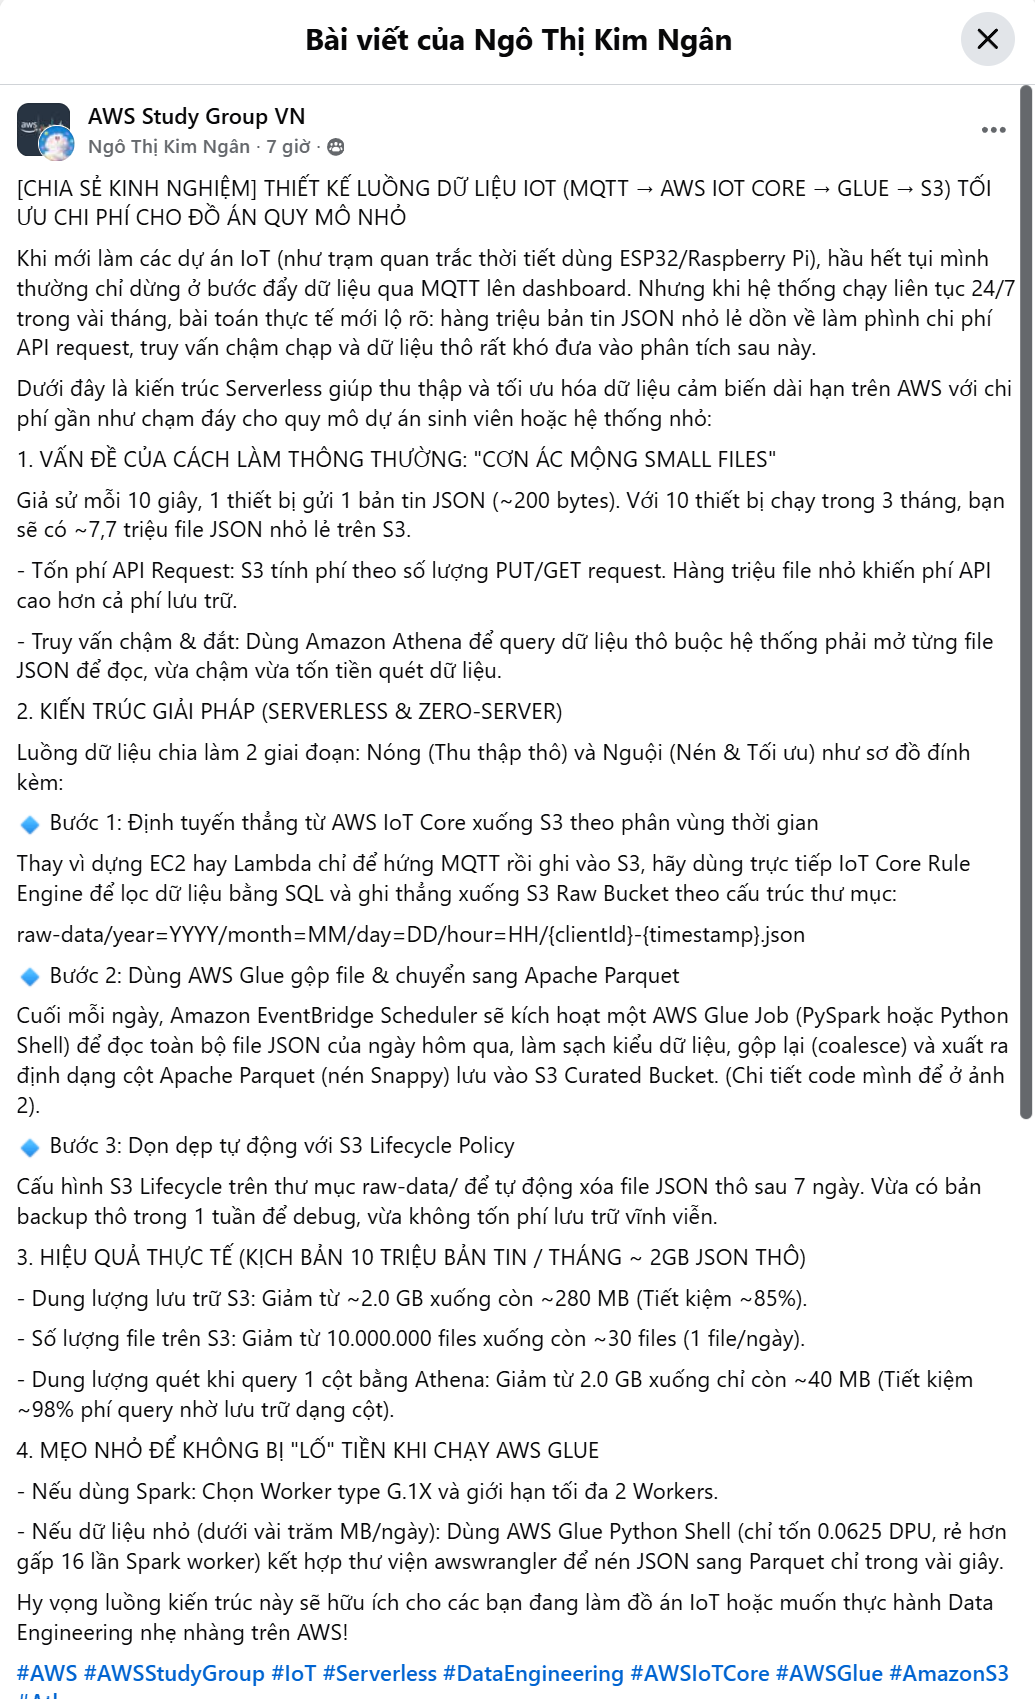 Bài viết của Ngô Thị Kim Ngân
AWS Study Group VN
aws
Ngô Thị Kim Ngân · 7 giờ ·
[CHIA SẺ KINH NGHIỆM] THIẾT KẾ LUỒNG DỮ LIỆU IOT (MQTT → AWS IOT CORE → GLUE → S3) TỐI
ƯU CHI PHÍ CHO ĐỒ ÁN QUY MÔ NHỎ
Khi mới làm các dự án IoT (như trạm quan trắc thời tiết dùng ESP32/Raspberry Pi), hầu hết tụi mình
thường chỉ dừng ở bước đẩy dữ liệu qua MQTT lên dashboard. Nhưng khi hệ thống chạy liên tục 24/7
trong vài tháng, bài toán thực tế mới lộ rõ: hàng triệu bản tin JSON nhỏ lẻ dồn về làm phình chi phí
API request, truy vấn chậm chạp và dữ liệu thô rất khó đưa vào phân tích sau này.
Dưới đây là kiến trúc Serverless giúp thu thập và tối ưu hóa dữ liệu cảm biến dài hạn trên AWS với chi
phí gần như chạm đáy cho quy mô dự án sinh viên hoặc hệ thống nhỏ:
1. VẤN ĐỀ CỦA CÁCH LÀM THÔNG THƯỜNG: "CƠN ÁC MỘNG SMALL FILES"
Giả sử mỗi 10 giây, 1 thiết bị gửi 1 bản tin JSON (~200 bytes). Với 10 thiết bị chạy trong 3 tháng, bạn
sẽ có ~7,7 triệu file JSON nhỏ lẻ trên S3.
- Tốn phí API Request: S3 tính phí theo số lượng PUT/GET request. Hàng triệu file nhỏ khiến phí API
cao hơn cả phí lưu trữ.
- Truy vấn chậm & đắt: Dùng Amazon Athena để query dữ liệu thô buộc hệ thống phải mở từng file
JSON để đọc, vừa chậm vừa tốn tiền quét dữ liệu.
2. KIẾN TRÚC GIẢI PHÁP (SERVERLESS & ZERO-SERVER)
Luồng dữ liệu chia làm 2 giai đoạn: Nóng (Thu thập thô) và Nguội (Nén & Tối ưu) như sơ đồ đính
kèm:
🔹 Bước 1: Định tuyến thẳng từ AWS IoT Core xuống S3 theo phân vùng thời gian
Thay vì dựng EC2 hay Lambda chỉ để hứng MQTT rồi ghi vào S3, hãy dùng trực tiếp IoT Core Rule
Engine để lọc dữ liệu bằng SQL và ghi thẳng xuống S3 Raw Bucket theo cấu trúc thư mục:
raw-data/year=YYYY/month=MM/day=DD/hour=HH/{clientId}-{timestamp}.json
🔹 Bước 2: Dùng AWS Glue gộp file & chuyển sang Apache Parquet
Cuối mỗi ngày, Amazon EventBridge Scheduler sẽ kích hoạt một AWS Glue Job (PySpark hoặc Python
Shell) để đọc toàn bộ file JSON của ngày hôm qua, làm sạch kiểu dữ liệu, gộp lại (coalesce) và xuất ra
định dạng cột Apache Parquet (nén Snappy) lưu vào S3 Curated Bucket. (Chi tiết code mình để ở ảnh
2).
🔹 Bước 3: Dọn dẹp tự động với S3 Lifecycle Policy
Cấu hình S3 Lifecycle trên thư mục raw-data/ để tự động xóa file JSON thô sau 7 ngày. Vừa có bản
backup thô trong 1 tuần để debug, vừa không tốn phí lưu trữ vĩnh viễn.
3. HIỆU QUẢ THỰC TẾ (KỊCH BẢN 10 TRIỆU BẢN TIN / THÁNG ~ 2GB JSON THÔ)
- Dung lượng lưu trữ S3: Giảm từ ~2.0 GB xuống còn ~280 MB (Tiết kiệm ~85%).
- Số lượng file trên S3: Giảm từ 10.000.000 files xuống còn ~30 files (1 file/ngày).
- Dung lượng quét khi query 1 cột bằng Athena: Giảm từ 2.0 GB xuống chỉ còn ~40 MB (Tiết kiệm
~98% phí query nhờ lưu trữ dạng cột).
4. MẸO NHỎ ĐỂ KHÔNG BỊ "LỐ" TIỀN KHI CHẠY AWS GLUE
- Nếu dùng Spark: Chọn Worker type G.1X và giới hạn tối đa 2 Workers.
- Nếu dữ liệu nhỏ (dưới vài trăm MB/ngày): Dùng AWS Glue Python Shell (chỉ tốn 0.0625 DPU, rẻ hơn
gấp 16 lần Spark worker) kết hợp thư viện awswrangler để nén JSON sang Parquet chỉ trong vài giây.
Hy vọng luồng kiến trúc này sẽ hữu ích cho các bạn đang làm đồ án IoT hoặc muốn thực hành Data
Engineering nhẹ nhàng trên AWS!
#AWS #AWSStudyGroup #IoT #Serverless #DataEngineering #AWSIoTCore #AWSGlue #AmazonS3